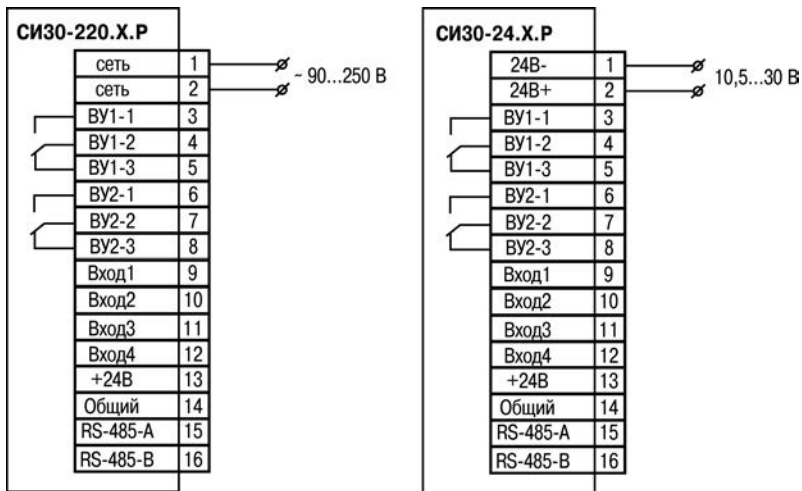 СИ30-220.Х.Р
сеть 1
сеть 2
~ 90...250 В
ВУ1-1 3
ВУ1-2 4
ВУ1-3 5
ВУ2-1 6
ВУ2-2 7
ВУ2-3 8
Вход1 9
Вход2 10
Вход3 11
Вход4 12
+24В 13
Общий 14
RS-485-A 15
RS-485-B 16
СИ30-24.Х.Р
24В- 1
24В+ 2
10,5...30 В
ВУ1-1 3
ВУ1-2 4
ВУ1-3 5
ВУ2-1 6
ВУ2-2 7
ВУ2-3 8
Вход1 9
Вход2 10
Вход3 11
Вход4 12
+24В 13
Общий 14
RS-485-A 15
RS-485-B 16